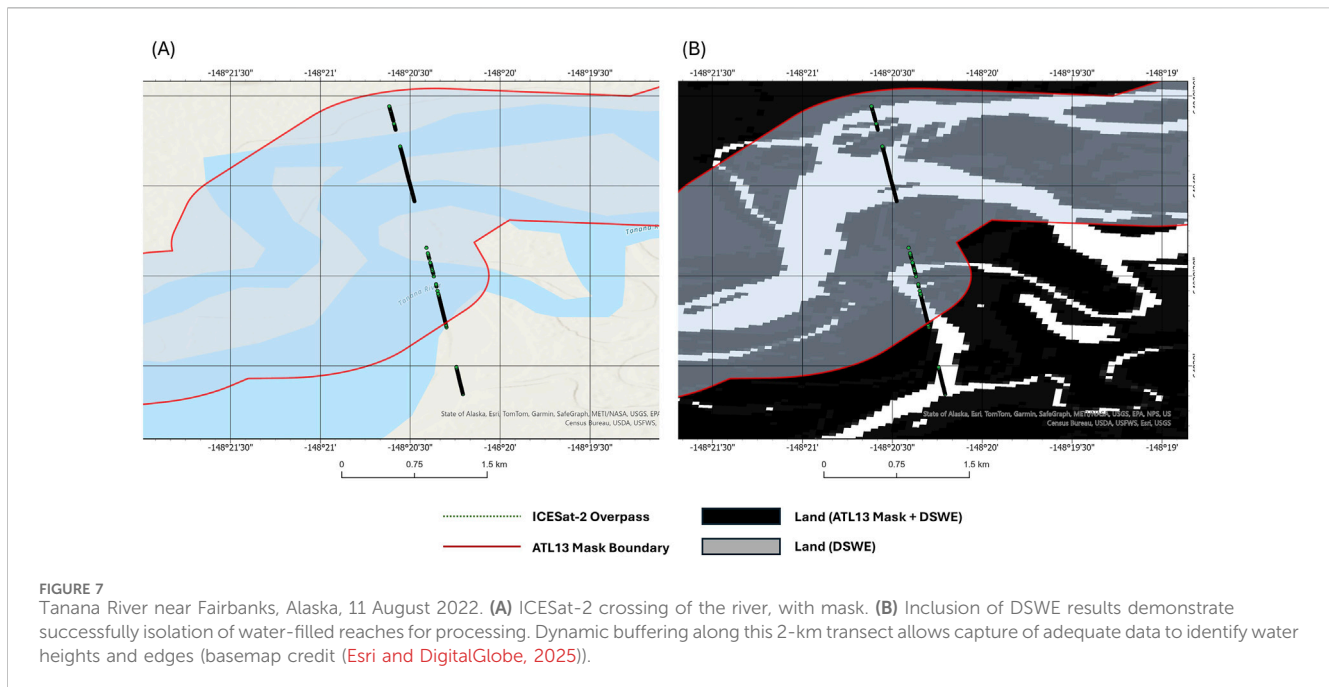 (A)
(B)
-148°21'30" -148°21' -148°20'30" -148°20' -148°19'30"
-148°21'30" -148°21' -148°20'30" -148°20' -148°19'30" -148°19'
Tanana
Tanana Riv
State of Alaska, Esri, TomTom, Garmin, SafeGraph, METI/NASA, USGS, EPA
Census Bureau, USDA, USFWS,
State of Alaska, Esri, TomTom, Garmin, SafeGraph, METI/NASA, USGS, EPA, NPS, US
Census Bureau, USDA, USFWS, Esri, USGS
-148°21'30" -148°21' -148°20'30" -148°20' -148°19'30"
-148°21'30" -148°21' -148°20'30" -148°20' -148°19'30" -148°19'
0 0.75 1.5 km
0 0.75 1.5 km
ICESat-2 Overpass
Land (ATL13 Mask + DSWE)
ATL13 Mask Boundary
Land (DSWE)
FIGURE 7
Tanana River near Fairbanks, Alaska, 11 August 2022. (A) ICESat-2 crossing of the river, with mask. (B) Inclusion of DSWE results demonstrate
successfully isolation of water-filled reaches for processing. Dynamic buffering along this 2-km transect allows capture of adequate data to identify water
heights and edges (basemap credit (Esri and DigitalGlobe, 2025)).